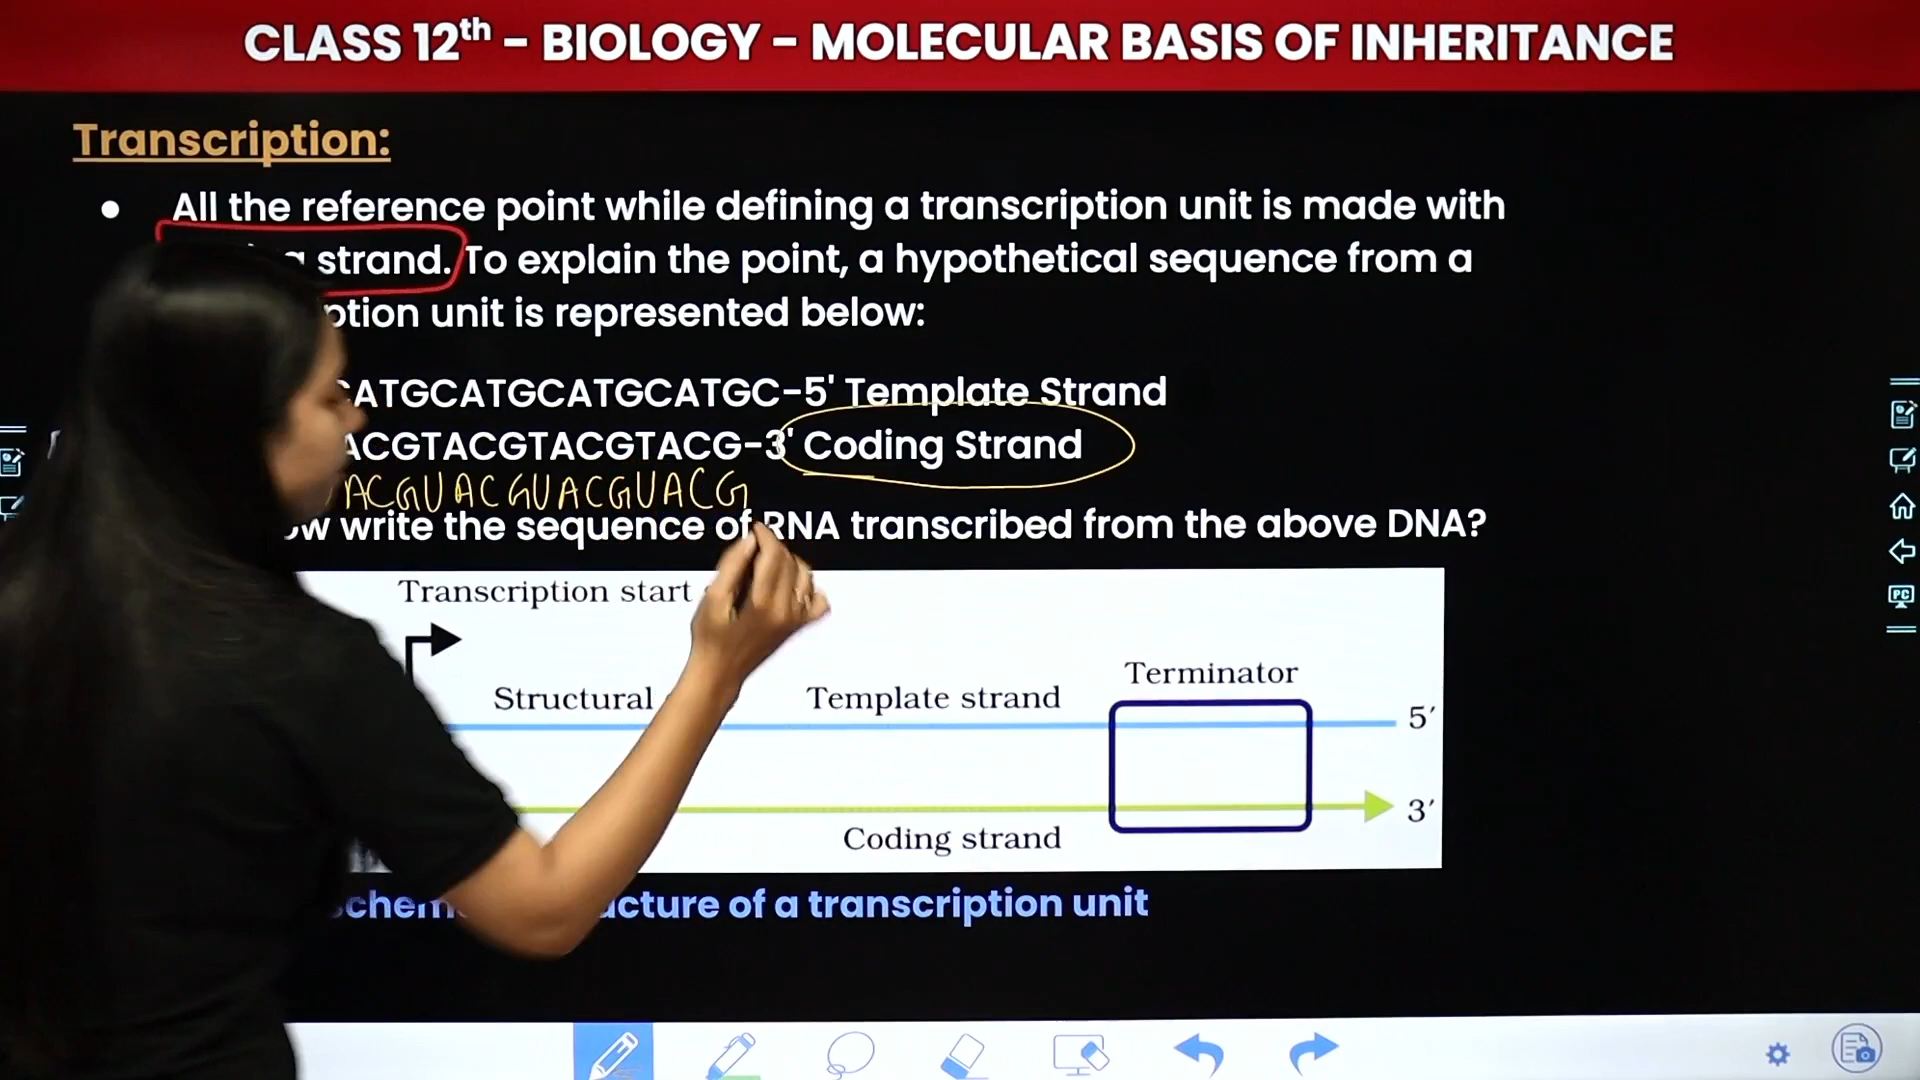 CLASS 12th - BIOLOGY - MOLECULAR BASIS OF INHERITANCE
Transcription:
● All the reference point while defining a transcription unit is made with
strand. To explain the point, a hypothetical sequence from a
unit is represented below:
ATGCATGCATGCATGC-5' Template Strand
ACGTACGTACGTACG-3' Coding Strand
ACGUACGUACGUACG
write the sequence of RNA transcribed from the above DNA?
Transcription start
Terminator
Structural
Template strand
5′
3′
Coding strand
of a transcription unit
PC